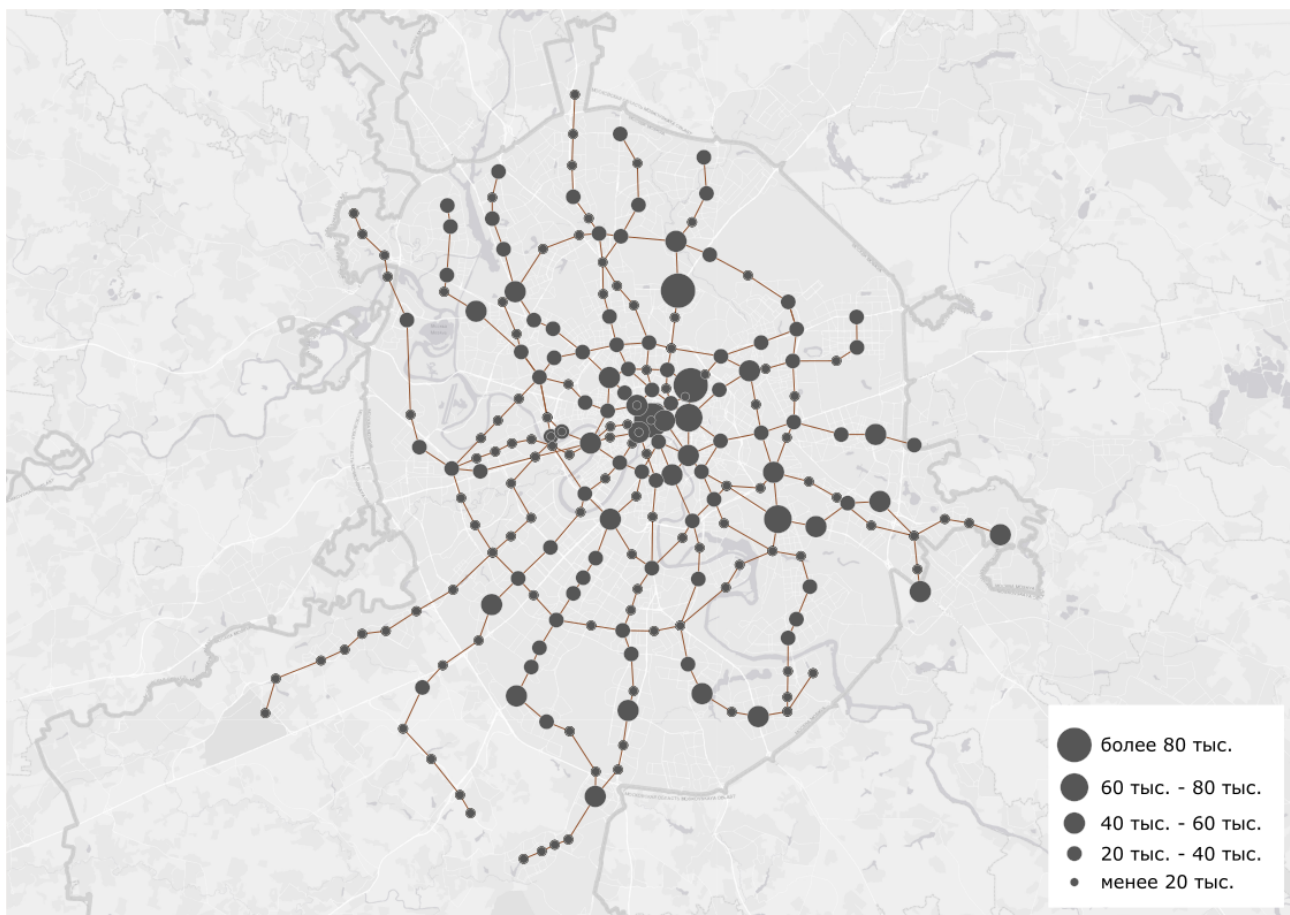 более 80 тыс.
60 тыс. - 80 тыс.
40 тыс. - 60 тыс.
20 тыс. - 40 тыс.
менее 20 тыс.